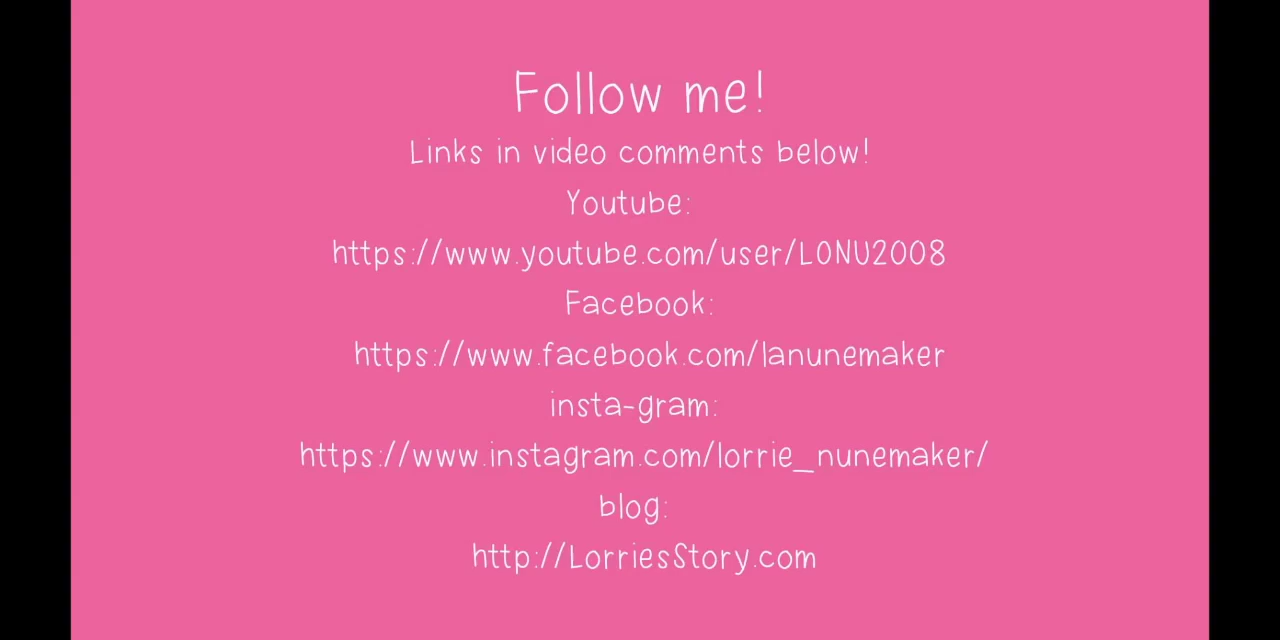 Follow me!
Links in video comments below!
Youtube:
https://www.youtube.com/user/LONU2008
Facebook:
https://www.facebook.com/lanunemaker
insta-gram:
https://www.instagram.com/lorrie_nunemaker/
blog:
http://LorriesStory.com